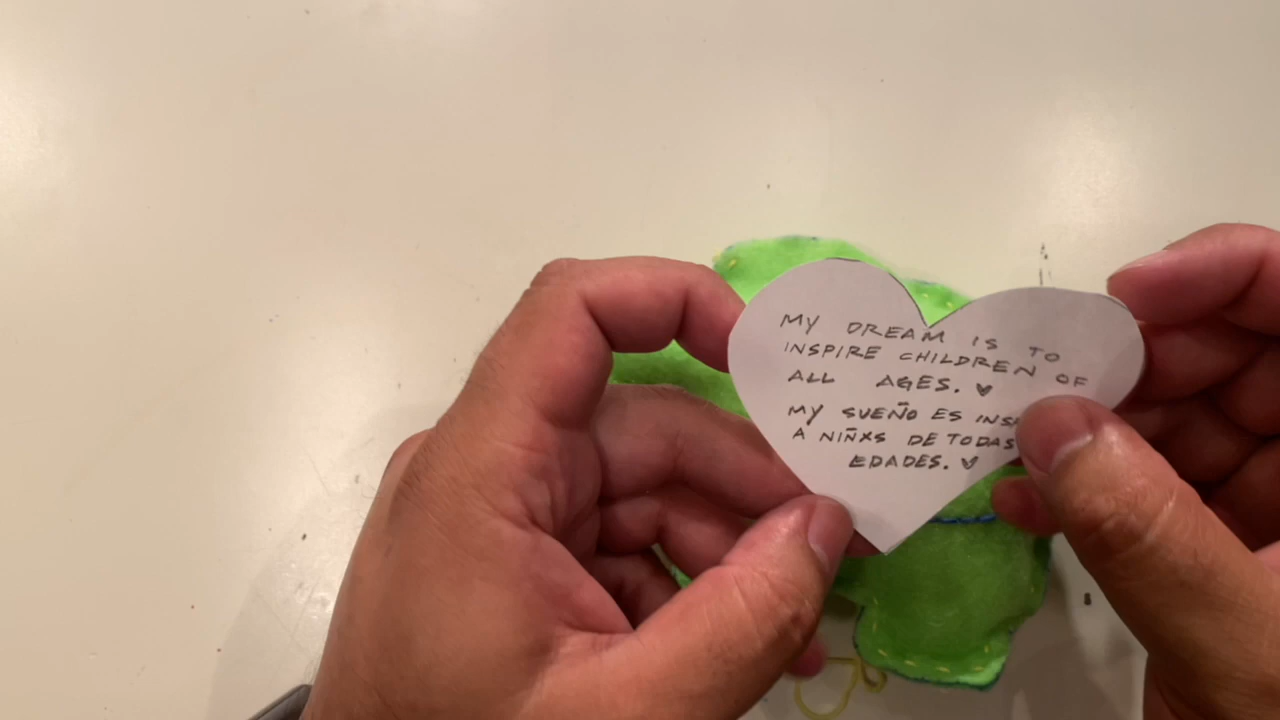 MY DREAM IS TO
INSPIRE CHILDREN OF
ALL AGES.
MY SUEÑO ES
A NIÑXS DE TODAS
EDADES.